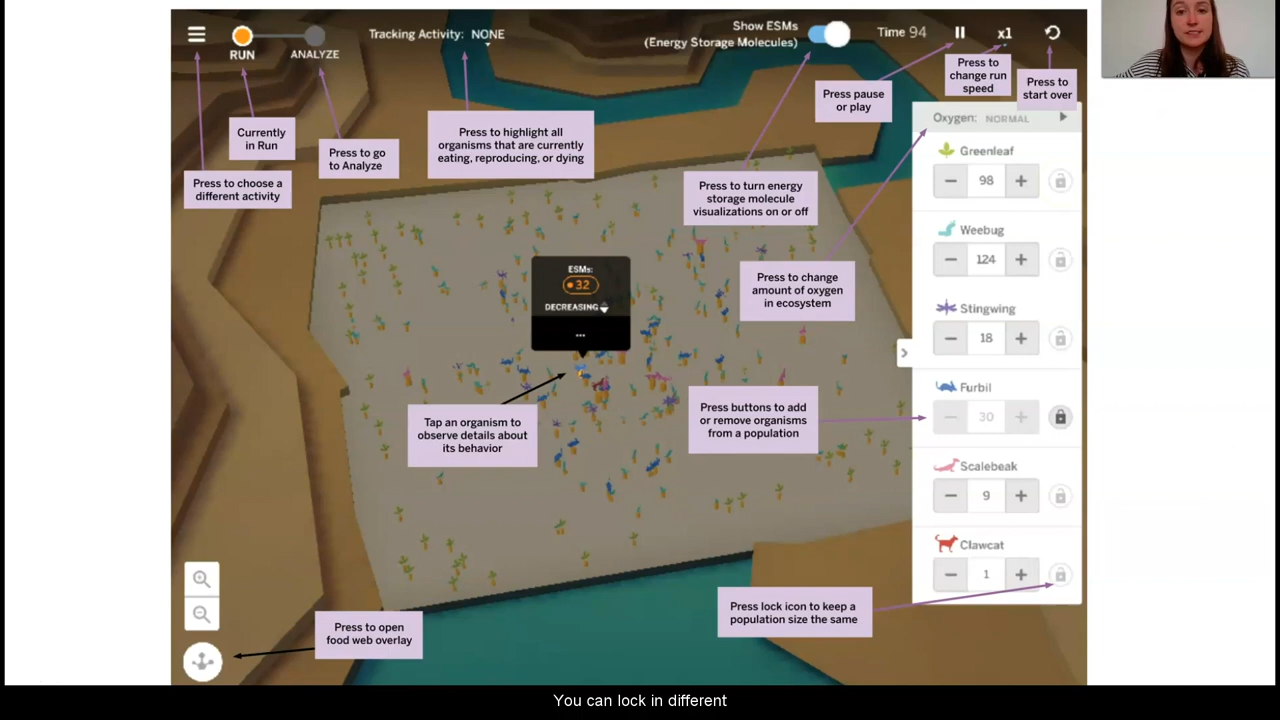 RUN
ANALYZE
Tracking Activity: NONE
Show ESMs
(Energy Storage Molecules)
Time 94
x1
Press to
change run
speed
Press to
start over
Press pause
or play
Currently
in Run
Press to go
to Analyze
Press to highlight all
organisms that are currently
eating, reproducing, or dying
Press to choose a
different activity
Press to turn energy
storage molecule
visualizations on or off
Oxygen: NORMAL
Greenleaf
98
Weebug
124
Stingwing
18
Furbil
30
Scalebeak
9
Clawcat
1
ESMs:
32
DECREASING
...
Press to change
amount of oxygen
in ecosystem
Tap an organism to
observe details about
its behavior
Press buttons to add
or remove organisms
from a population
Press lock icon to keep a
population size the same
Press to open
food web overlay
You can lock in different